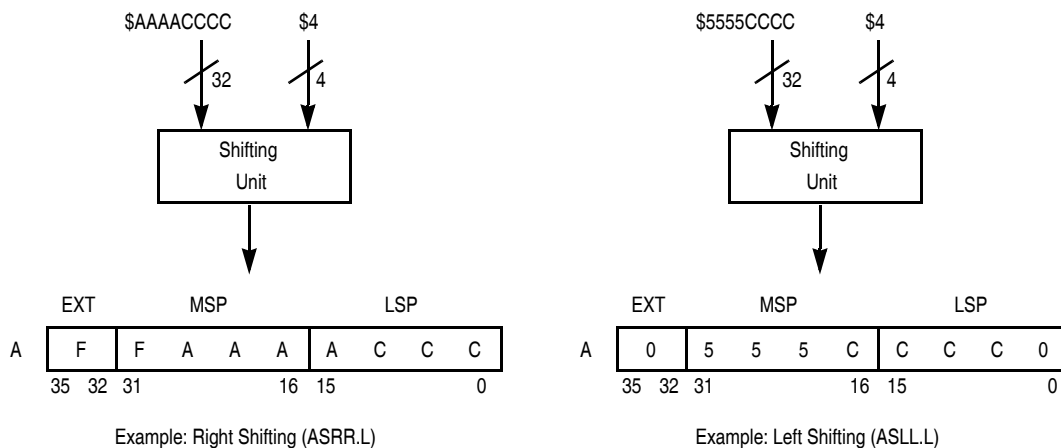 $AAAACCCC $4 $5555CCCC $4
32 4 32 4
Shifting Shifting
Unit Unit
EXT MSP LSP EXT MSP LSP
A F F A A A A C C C A 0 5 5 5 C C C C 0
35 32 31 16 15 0 35 32 31 16 15 0
Example: Right Shifting (ASRR.L) Example: Left Shifting (ASLL.L)